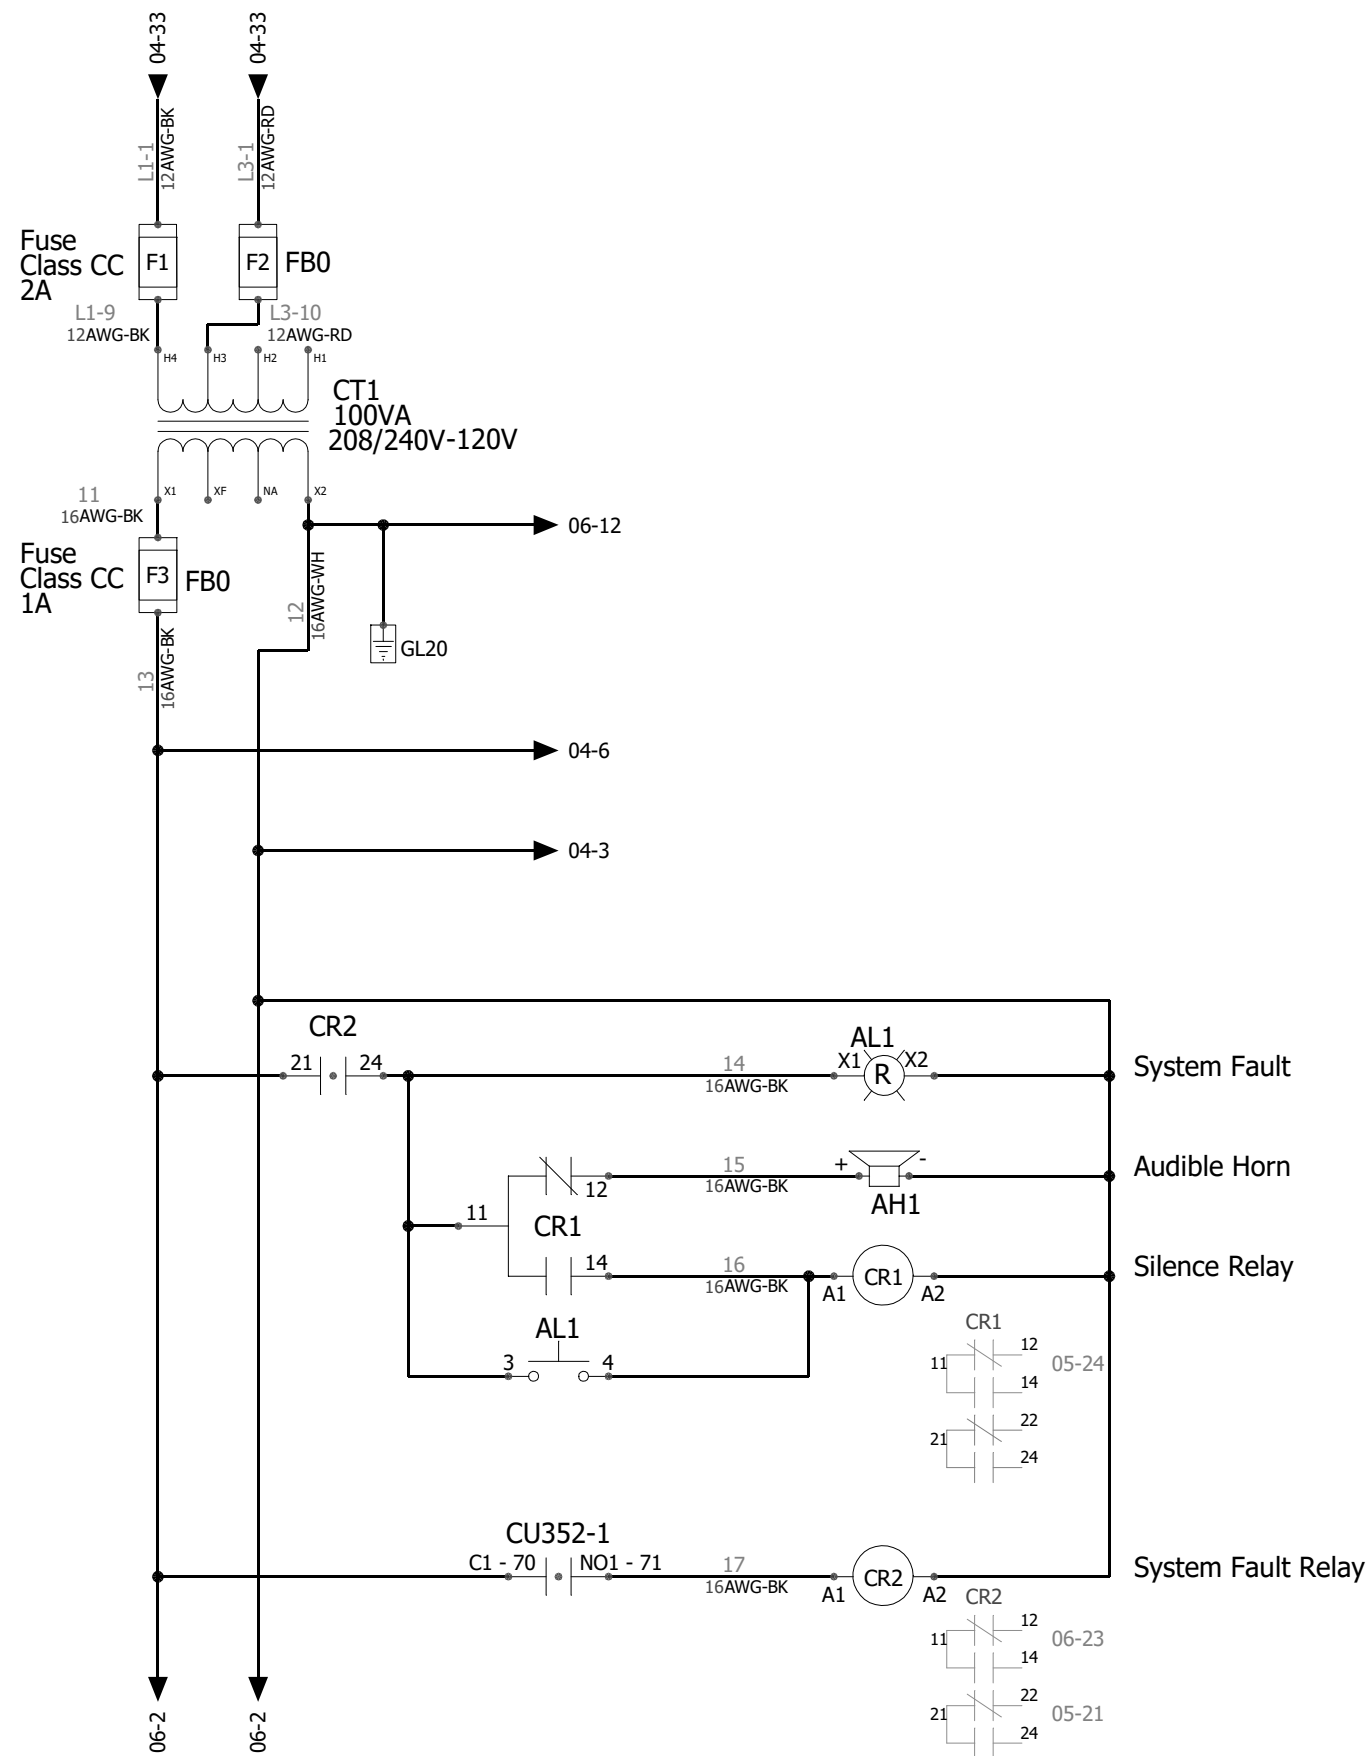 04-33
04-33
L1-1
12AWG-BK
L3-1
12AWG-RD
Fuse
Class CC
2A
F1
F2
FB0
L1-9
12AWG-BK
L3-10
12AWG-RD
H4
H3
H2
H1
CT1
100VA
208/240V-120V
X1
XF
NA
X2
11
16AWG-BK
06-12
Fuse
Class CC
1A
F3
FB0
12
16AWG-WH
GL20
13
16AWG-BK
04-6
04-3
CR2
21
24
14
16AWG-BK
AL1
X1
R
X2
System Fault
12
15
16AWG-BK
+
-
AH1
Audible Horn
11
CR1
14
16
16AWG-BK
A1
CR1
A2
Silence Relay
AL1
3
4
CR1
11
12
14
05-24
21
22
24
CU352-1
C1 - 70
NO1 - 71
17
16AWG-BK
A1
CR2
A2
System Fault Relay
CR2
11
12
14
06-23
21
22
24
05-21
06-2
06-2